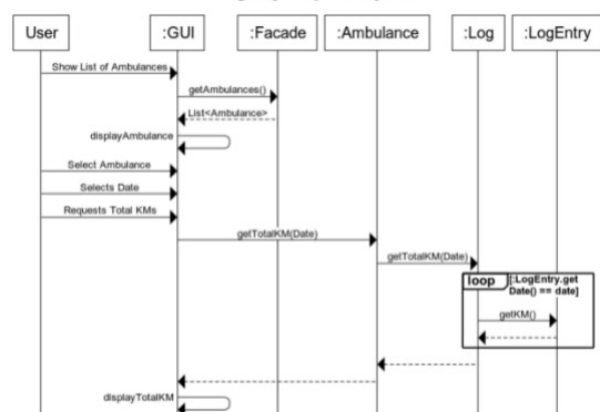 User
:GUI
:Facade
:Ambulance
:Log
:LogEntry
Show List of Ambulances
getAmbulances()
List<Ambulance>
displayAmbulance
Select Ambulance
Selects Date
Requests Total KMs
getTotalKM(Date)
getTotalKM(Date)
loop
[:LogEntry.get
Date() == date]
getKM()
displayTotalKM